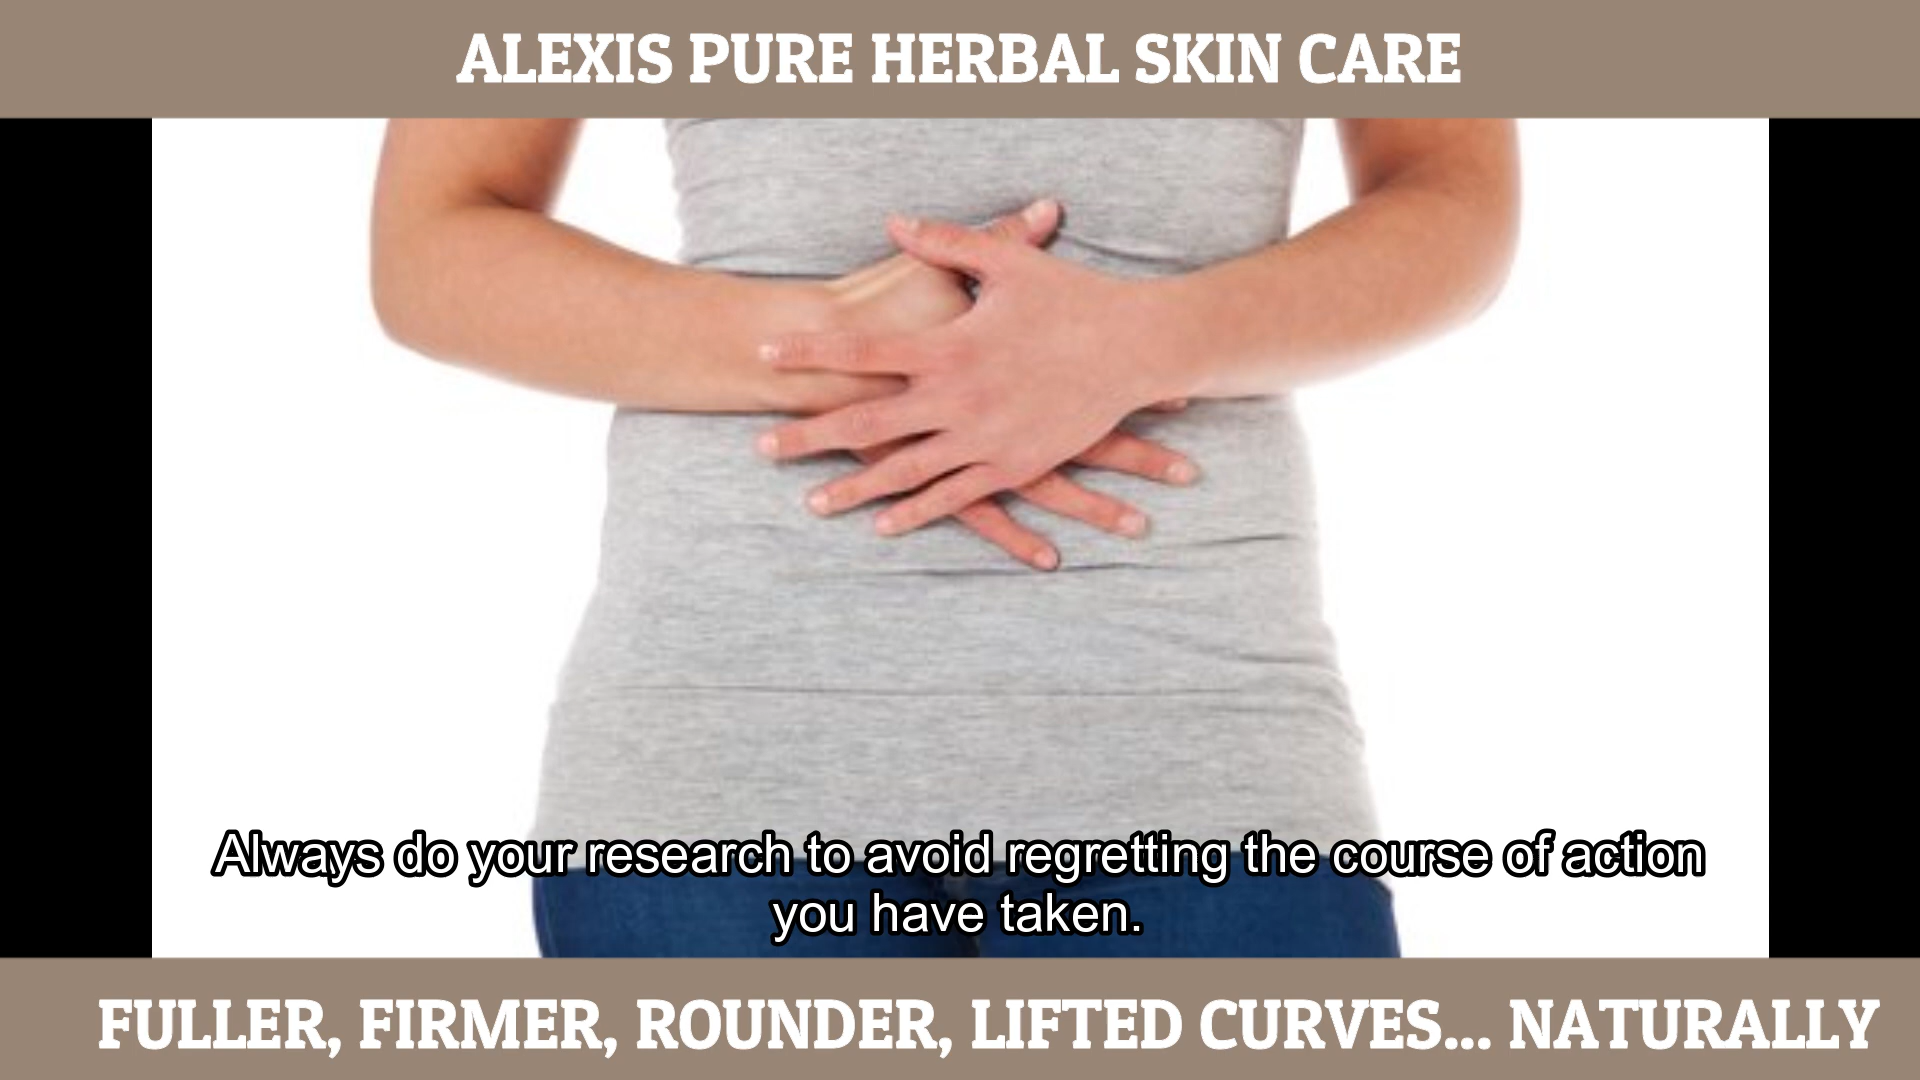 ALEXIS PURE HERBAL SKIN CARE
Always do your research to avoid regretting the course of action
you have taken.
FULLER, FIRMER, ROUNDER, LIFTED CURVES... NATURALLY